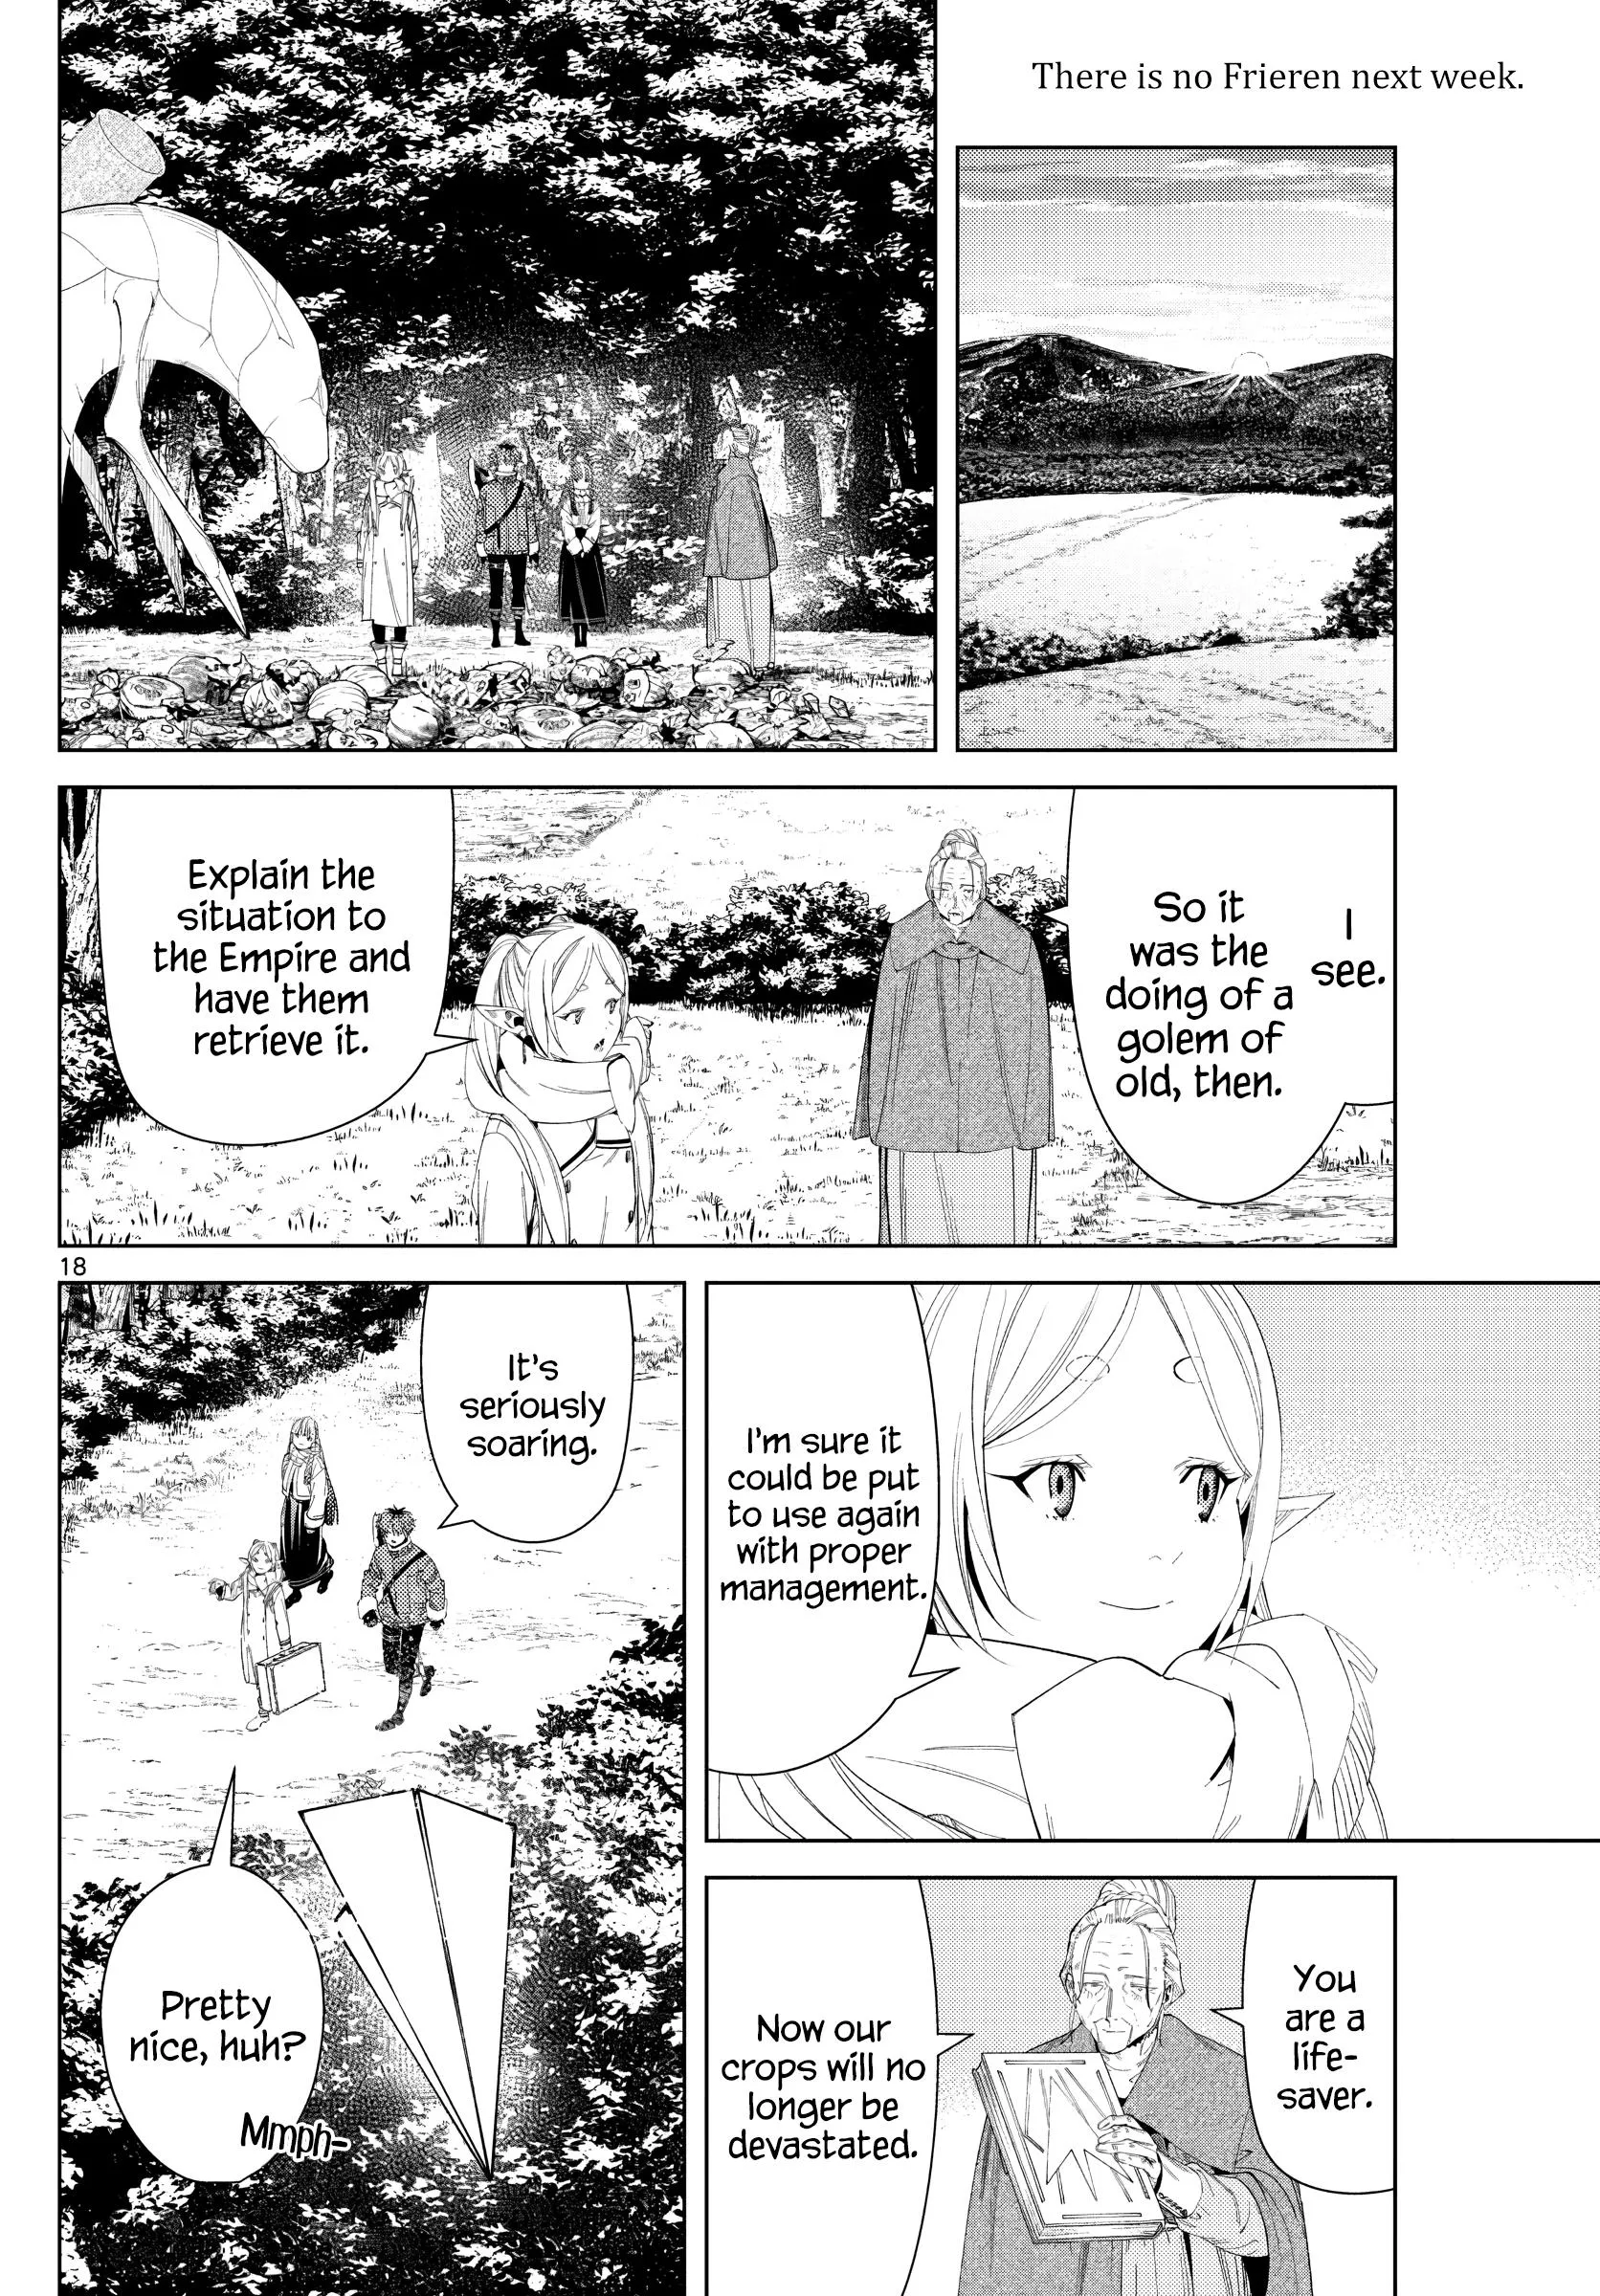 There is no Frieren next week.
I
see.
So it
was the
doing of a
golem of
old, then.
Explain the
situation to
the Empire and
have them
retrieve it.
18
I'm sure it
could be put
to use again
with proper
management.
You
are a
life-
saver.
Now our
crops will no
longer be
devastated.
It's
seriously
soaring.
Pretty
nice, huh?
Mmph-